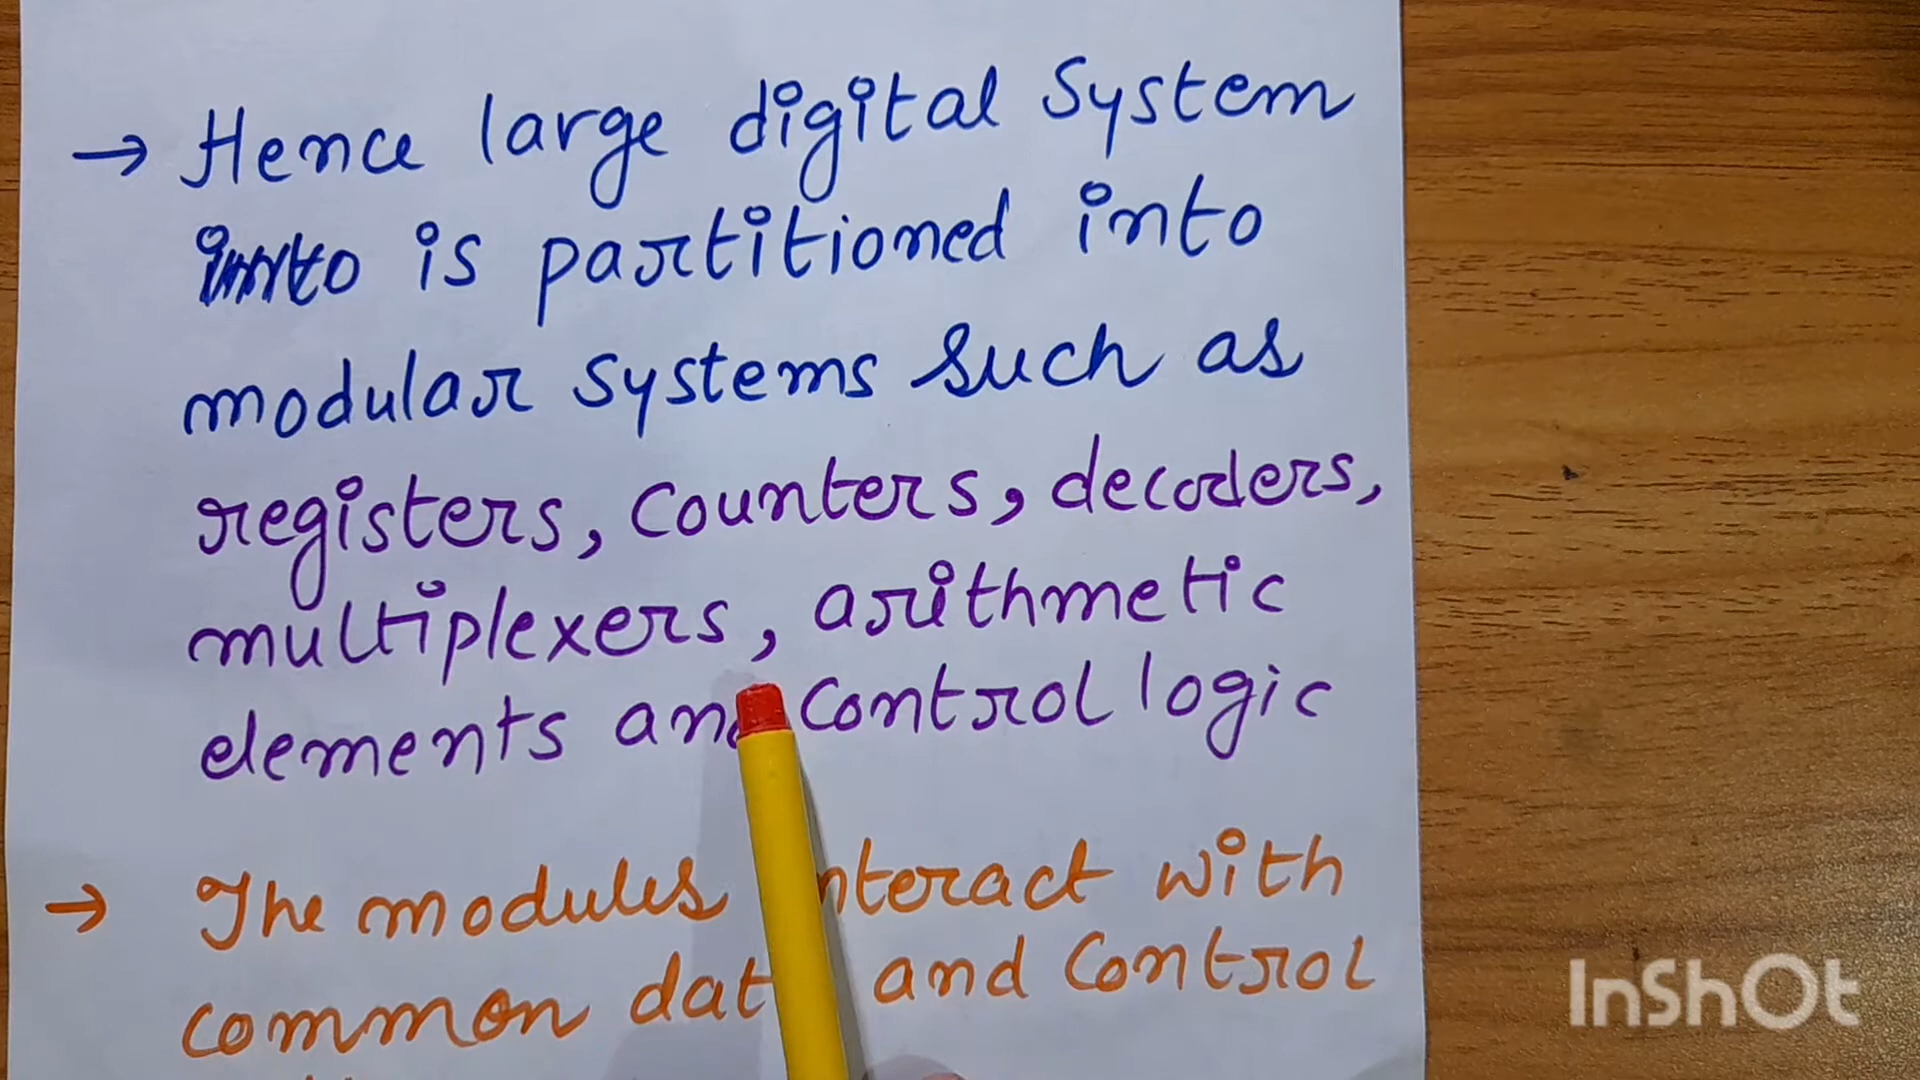 → Hence large digital System
into is partitioned into
modular systems such as
registers, counters, decoders,
multiplexers, arithmetic
elements and control logic
→ The modules interact with
common data and control
InShOt